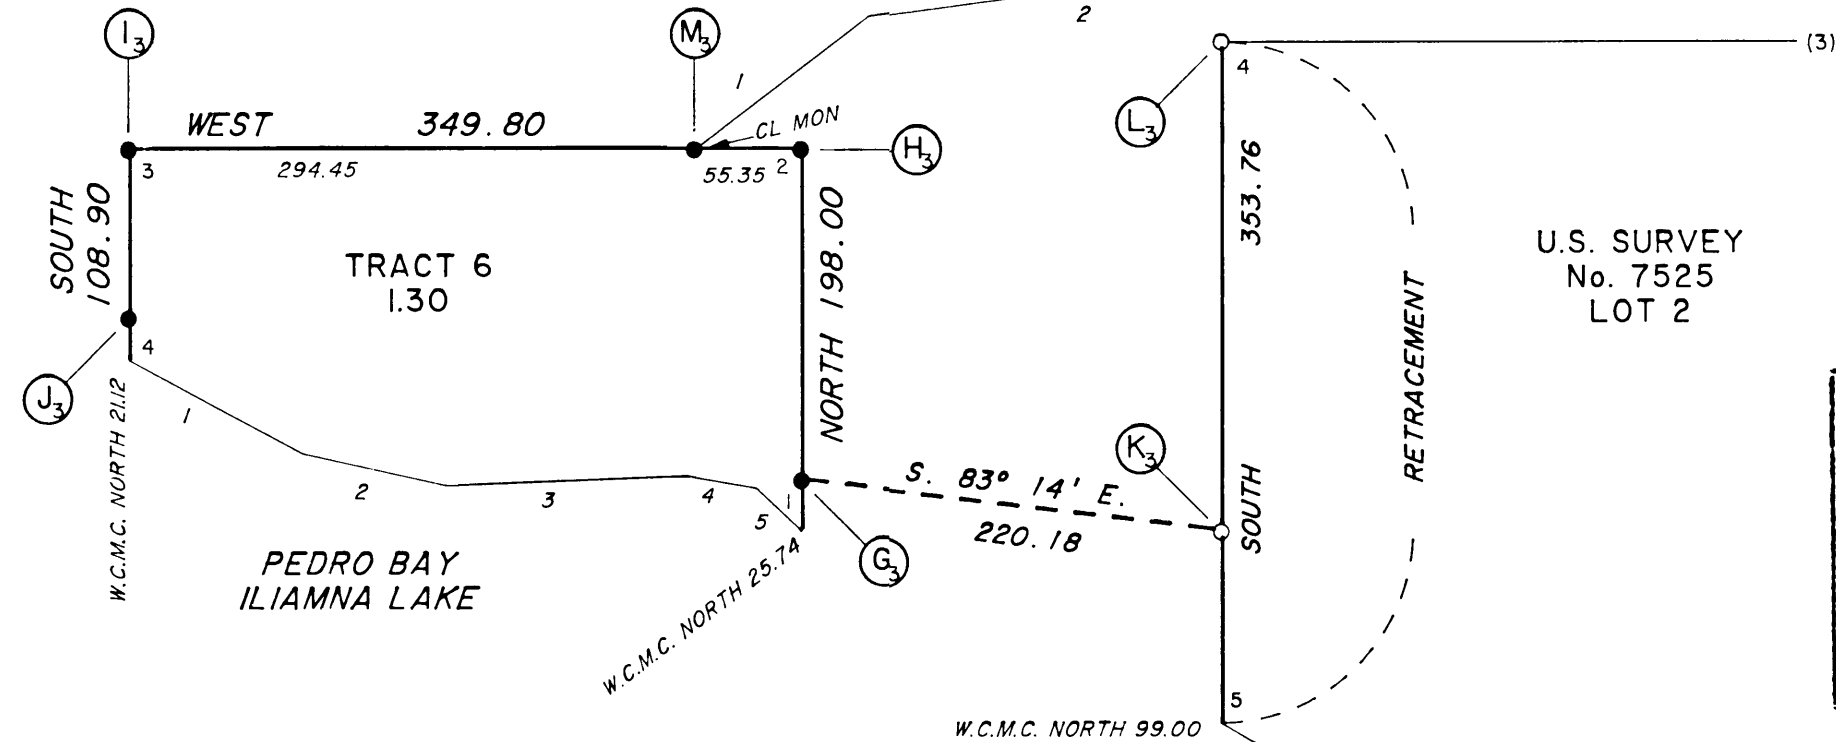 I3
M3
1
2
4
(3)
WEST 349.80
CL MON
L3
H3
3
294.45
55.35
2
SOUTH
108.90
TRACT 6
1.30
NORTH 198.00
353.76
U.S. SURVEY
No. 7525
LOT 2
RETRACEMENT
4
J3
W.C.M.C. NORTH 21.12
1
2
3
4
5
1
K3
S. 83° 14' E.
220.18
SOUTH
G3
PEDRO BAY
ILIAMNA LAKE
W.C.M.C. NORTH 25.74
5
W.C.M.C. NORTH 99.00